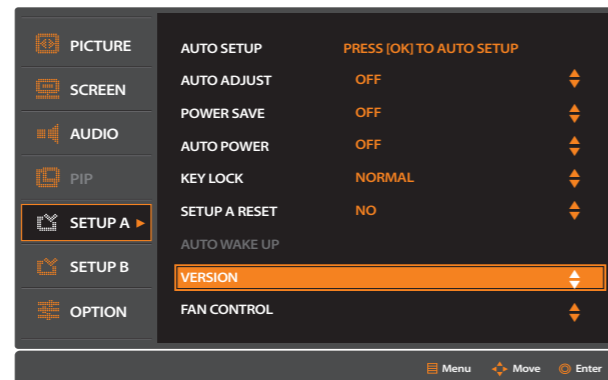 PICTURE
SCREEN
AUDIO
PIP
SETUP A
SETUP B
OPTION
AUTO SETUP PRESS [OK] TO AUTO SETUP
AUTO ADJUST OFF
POWER SAVE OFF
AUTO POWER OFF
KEY LOCK NORMAL
SETUP A RESET NO
AUTO WAKE UP
VERSION
FAN CONTROL
Menu Move Enter